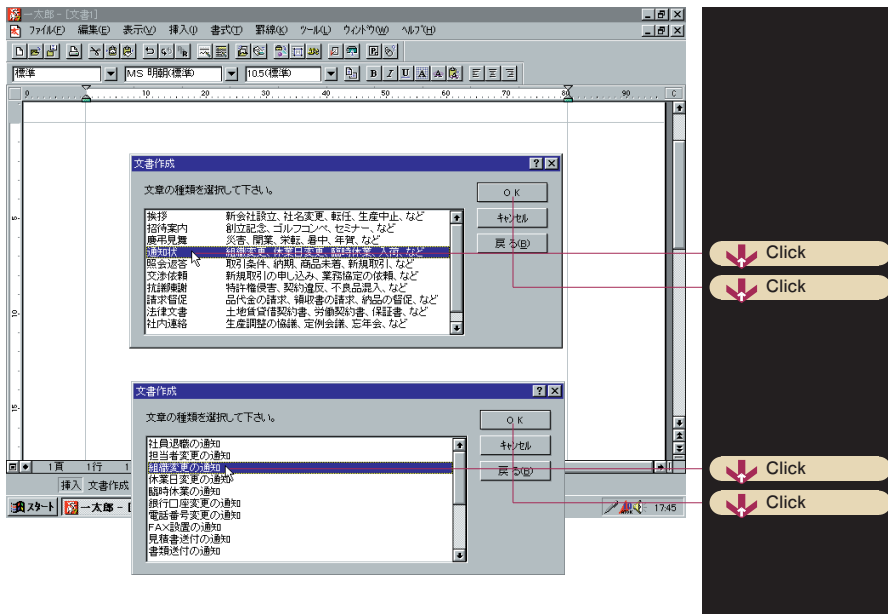 一太郎 - [文書1]
ファイル(F) 編集(E) 表示(V) 挿入(I) 書式(T) 罫線(K) ツール(L) ウィンドウ(W) ヘルプ(H)
標準 MS 明朝(標準) 10.5(標準) B I U A A
0 10 20 30 40 50 60 70 80 90 C
文書作成
文章の種類を選択して下さい。
OK
キャンセル
戻る(B)
挨拶 新会社設立、社名変更、転任、生産中止、など
招待案内 創立記念、ゴルフコンペ、セミナー、など
慶弔見舞 災害、開業、栄転、暑中、年賀、など
通知状 組織変更、休業日変更、臨時休業、入荷、など
照会返答 取引条件、納期、商品未着、新規取引、など
交渉依頼 新規取引の申し込み、業務協定の依頼、など
抗議陳謝 特許権侵害、契約違反、不良品混入、など
請求督促 品代金の請求、領収書の請求、納品の督促、など
法律文書 土地賃貸借契約書、労働契約書、保証書、など
社内連絡 生産調整の協議、定例会議、忘年会、など
Click
Click
文書作成
文章の種類を選択して下さい。
OK
キャンセル
戻る(B)
社員退職の通知
担当者変更の通知
組織変更の通知
休業日変更の通知
臨時休業の通知
銀行口座変更の通知
電話番号変更の通知
FAX設置の通知
見積書送付の通知
書類送付の通知
Click
Click
1頁 1行 1
挿入 文書作成
スタート 一太郎 - [
17:45